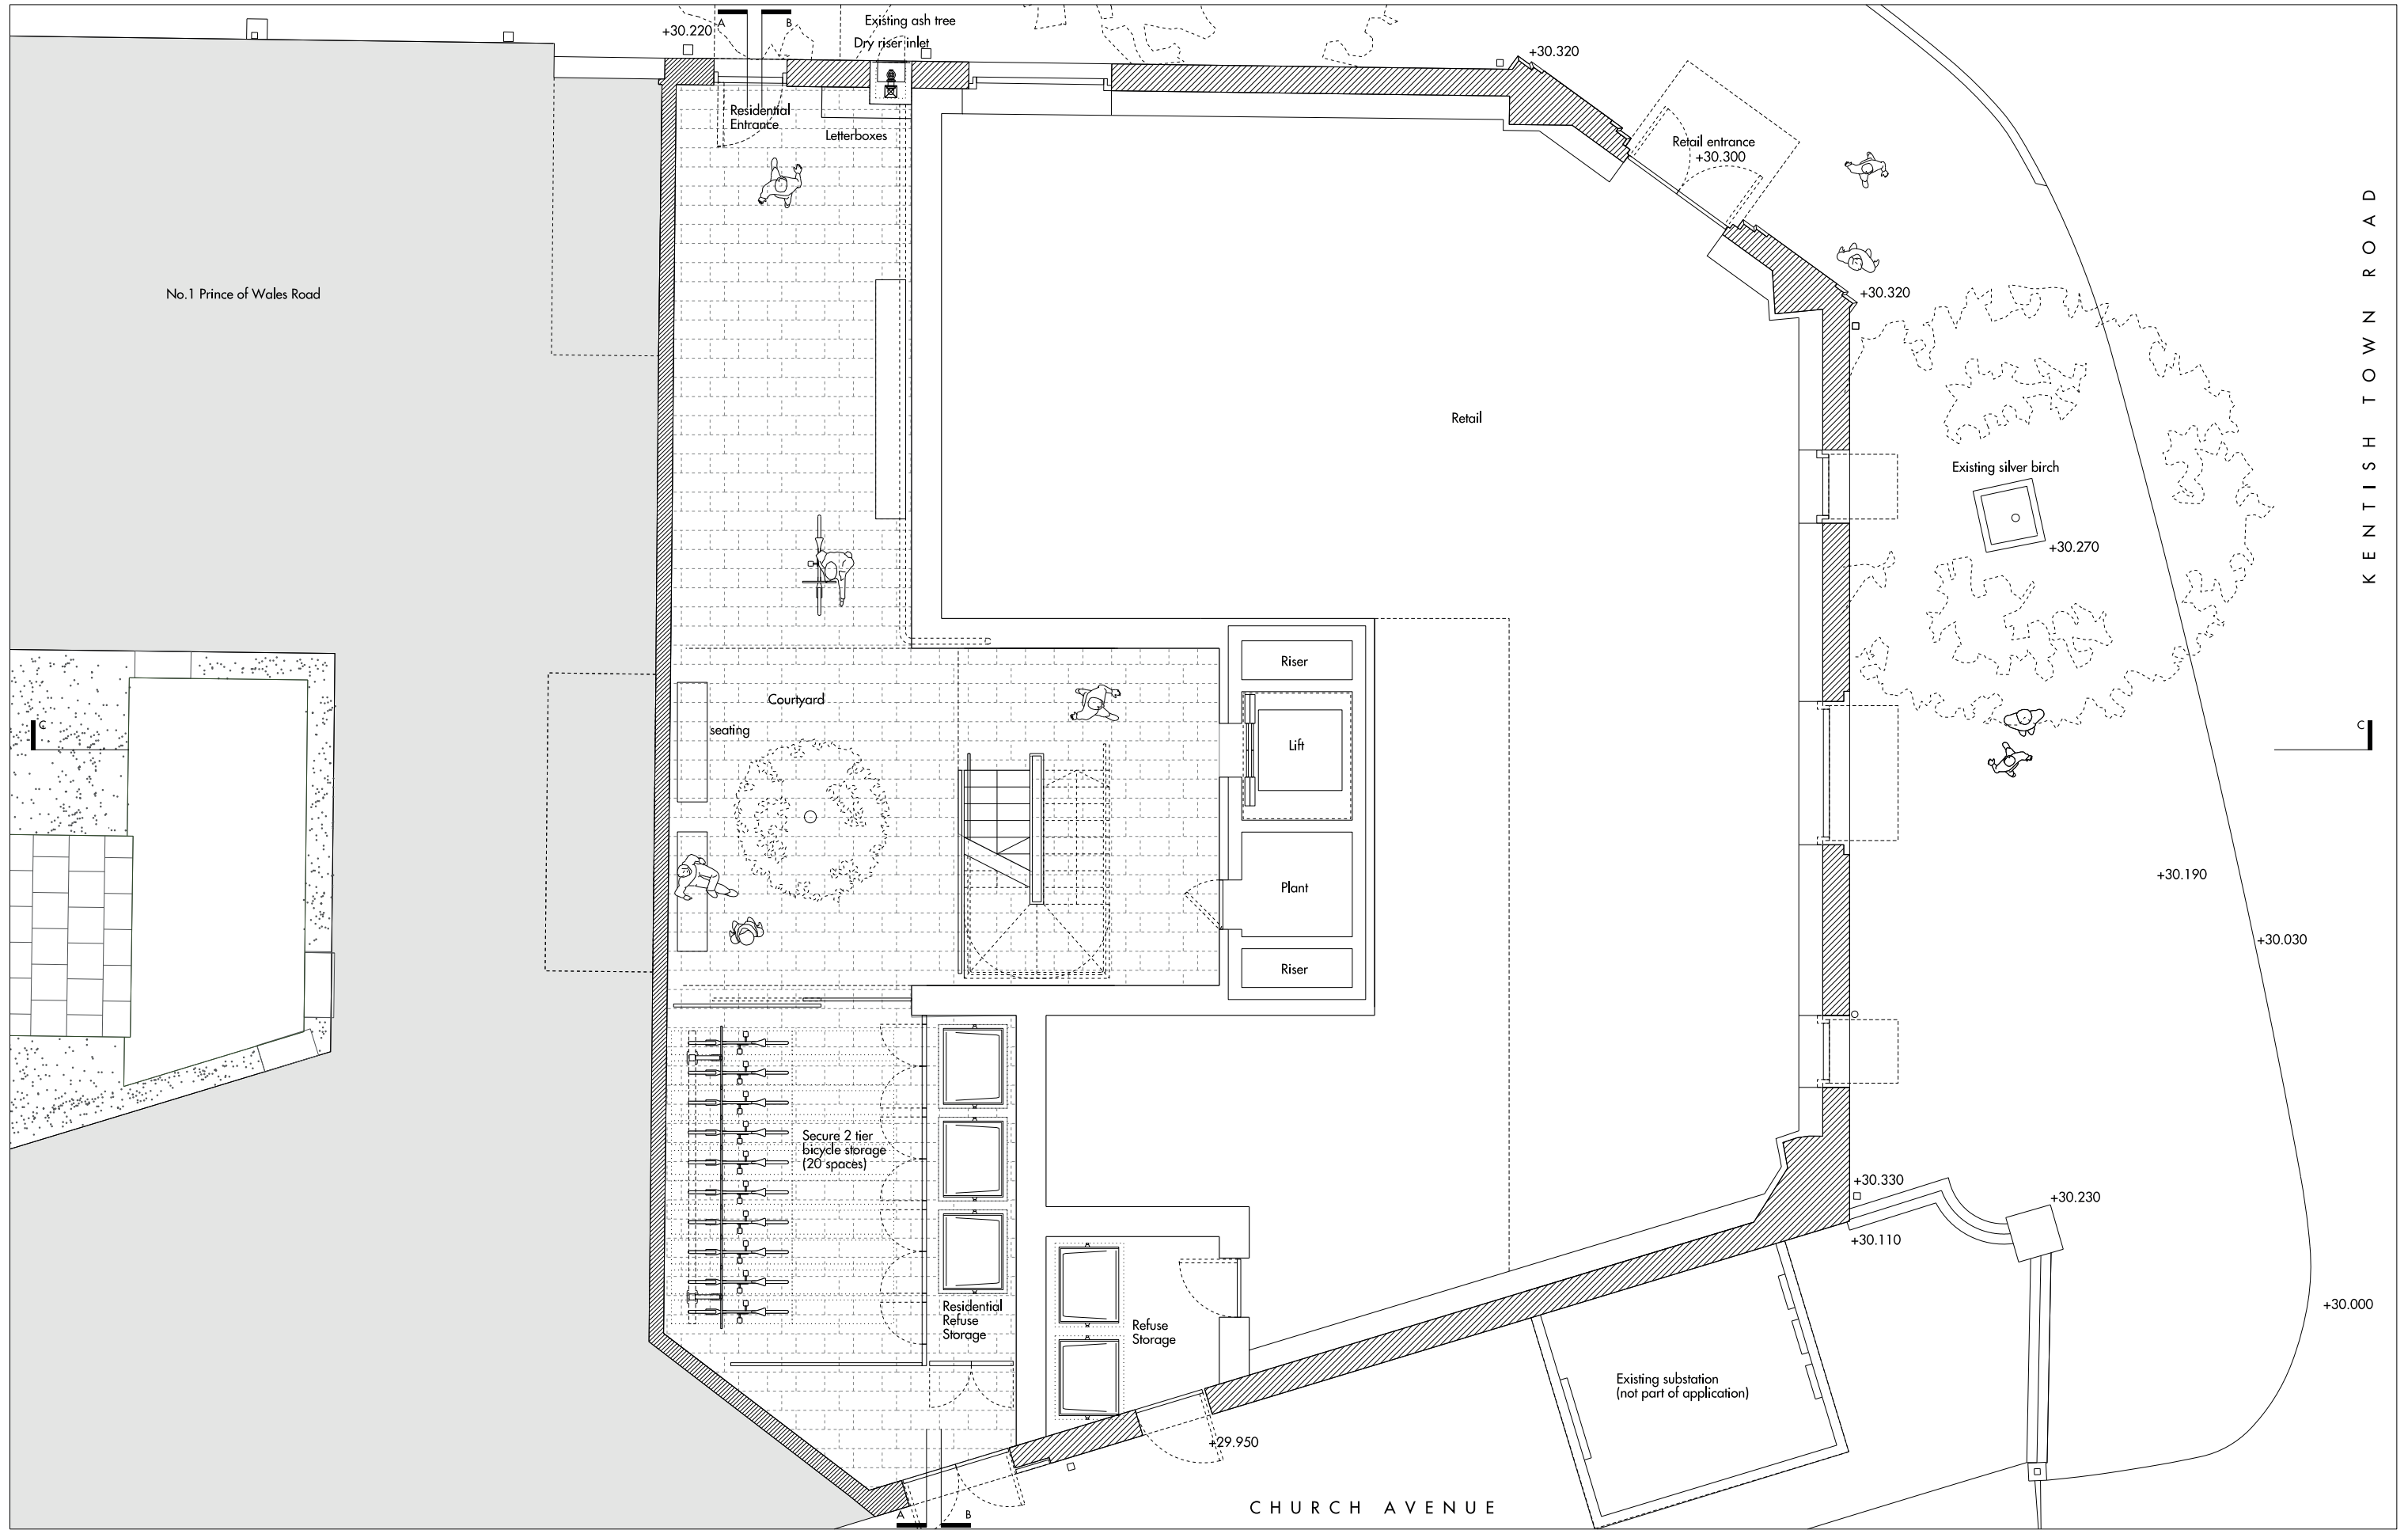 A
B
Existing ash tree
+30.220
Dry riser inlet
+30.320
Residential
Entrance
Letterboxes
Retail entrance
+30.300
KENTISH TOWN ROAD
No.1 Prince of Wales Road
+30.320
Retail
Existing silver birch
+30.270
Riser
Courtyard
seating
C
C
Lift
+30.190
Plant
+30.030
Riser
Secure 2 tier
bicycle storage
(20 spaces)
+30.330
+30.230
+30.110
Residential
Refuse
Storage
Refuse
Storage
+30.000
Existing substation
(not part of application)
+29.950
CHURCH AVENUE
A
B